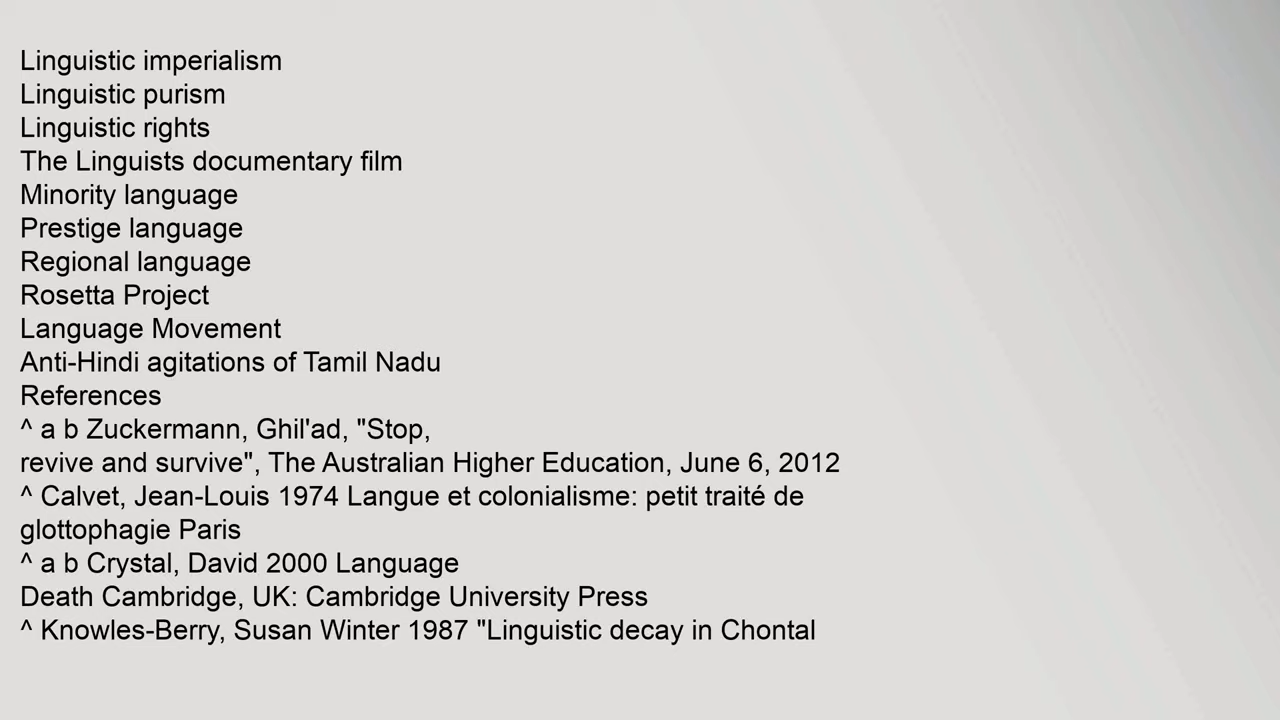 Linguistic imperialism
Linguistic purism
Linguistic rights
The Linguists documentary film
Minority language
Prestige language
Regional language
Rosetta Project
Language Movement
Anti-Hindi agitations of Tamil Nadu
References
^ a b Zuckermann, Ghil'ad, "Stop,
revive and survive", The Australian Higher Education, June 6, 2012
^ Calvet, Jean-Louis 1974 Langue et colonialisme: petit traité de
glottophagie Paris
^ a b Crystal, David 2000 Language
Death Cambridge, UK: Cambridge University Press
^ Knowles-Berry, Susan Winter 1987 "Linguistic decay in Chontal